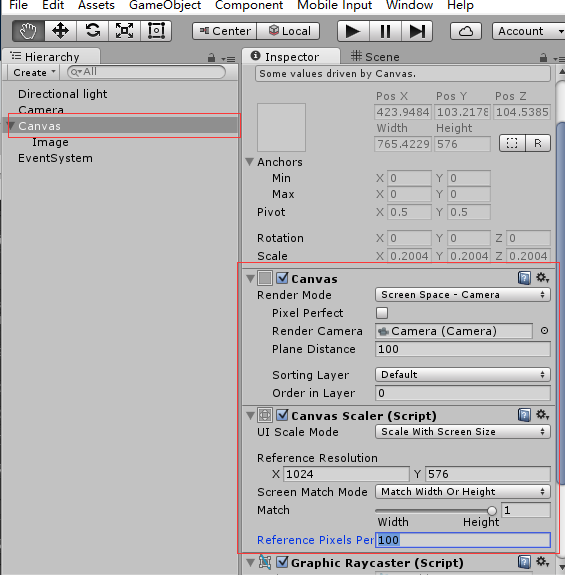 File Edit Assets GameObject Component Mobile Input Window Help
Center Local Account
Hierarchy
Create All
Directional light
Camera
Canvas
Image
EventSystem
Inspector Scene
Some values driven by Canvas.
Pos X Pos Y Pos Z
423.9484 103.2178 104.5385
Width Height
765.4229 576 R
Anchors
Min X 0 Y 0
Max X 0 Y 0
Pivot X 0.5 Y 0.5
Rotation X 0 Y 0 Z 0
Scale X 0.2004 Y 0.2004 Z 0.2004
Canvas
Render Mode Screen Space - Camera
Pixel Perfect
Render Camera Camera (Camera)
Plane Distance 100
Sorting Layer Default
Order in Layer 0
Canvas Scaler (Script)
UI Scale Mode Scale With Screen Size
Reference Resolution
X 1024 Y 576
Screen Match Mode Match Width Or Height
Match 1
Width Height
Reference Pixels Per 100
Graphic Raycaster (Script)